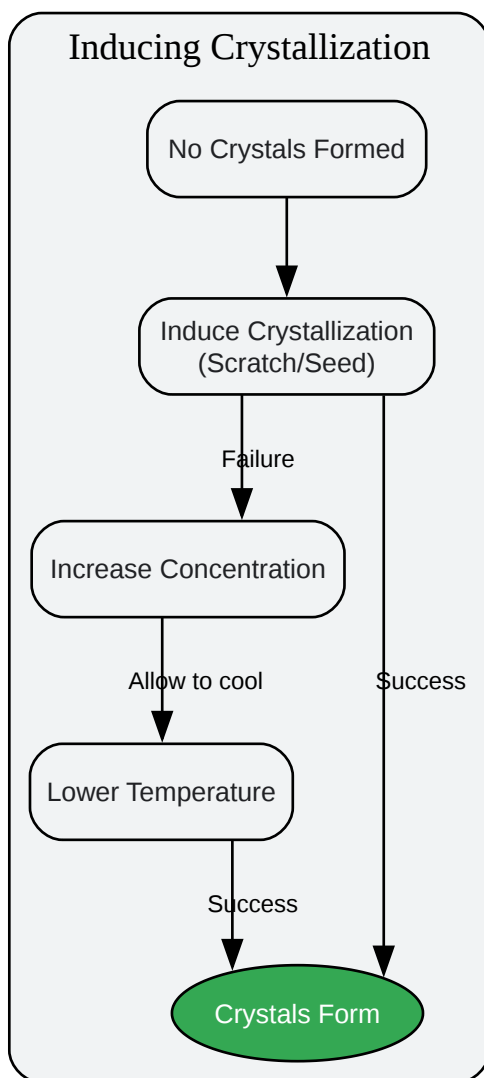 Inducing Crystallization
No Crystals Formed
Induce Crystallization
(Scratch/Seed)
Failure
Increase Concentration
Allow to cool
Success
Lower Temperature
Success
Crystals Form